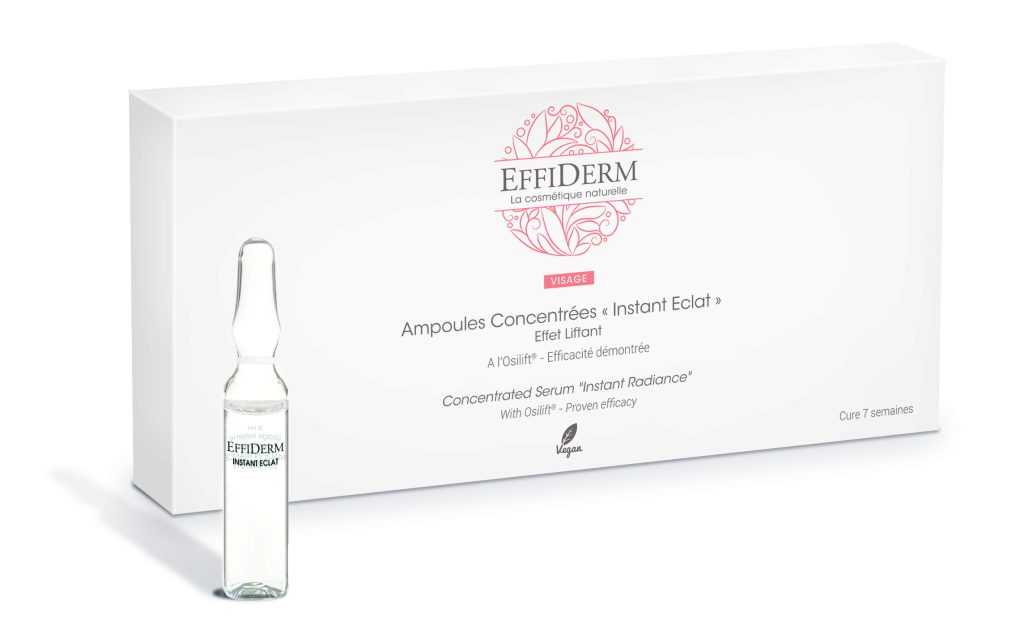 EFFIDERM
La cosmétique naturelle
VISAGE
Ampoules Concentrées « Instant Eclat »
Effet Liftant
A l'Osilift® - Efficacité démontrée
Concentrated Serum "Instant Radiance"
With Osilift® - Proven efficacy
Vegan
Cure 7 semaines
EFFIDERM
INSTANT ECLAT